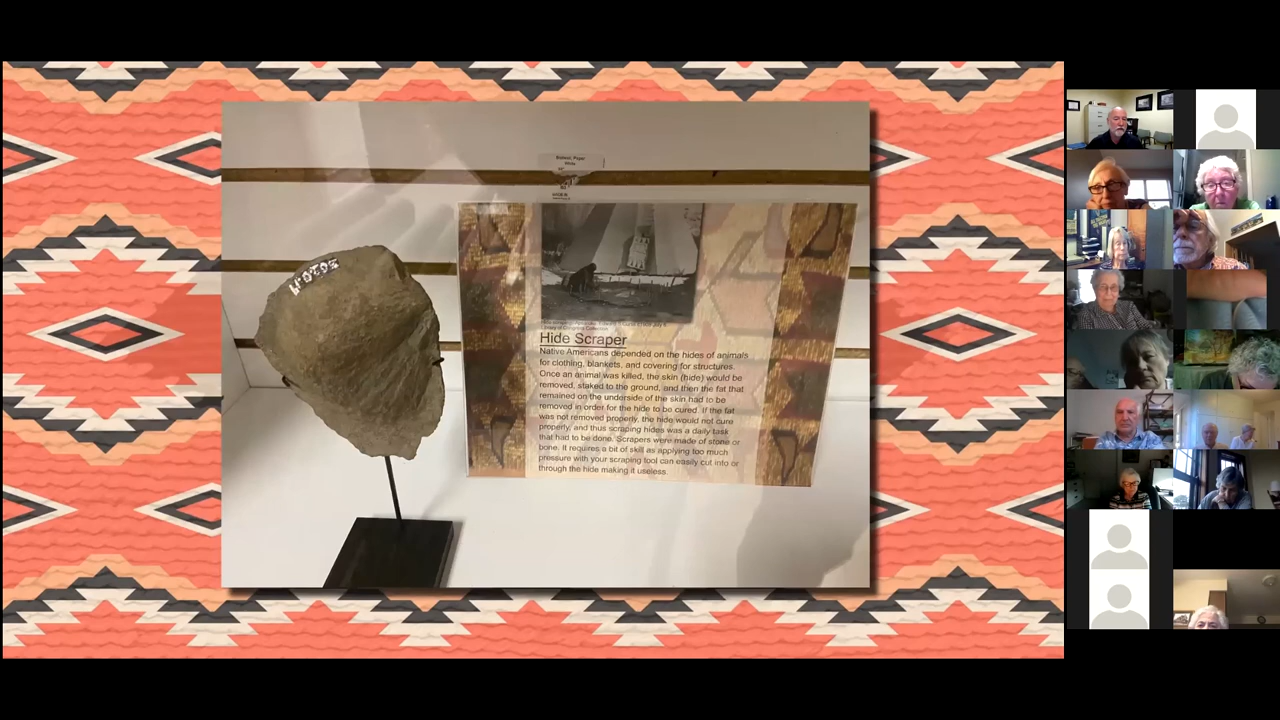 Hide Scraper
Native Americans depended on the hides of animals
for clothing, blankets, and covering for structures.
Once an animal was killed, the skin (hide) would be
removed, staked to the ground, and then the fat that
remained on the underside of the skin had to be
removed in order for the hide to be cured. If the fat
was not removed properly, the hide would not cure
properly, and thus scraping hides was a daily task
that had to be done. Scrapers were made of stone or
bone. It requires a bit of skill as applying too much
pressure with your scraping tool can easily cut into or
through the hide making it useless.